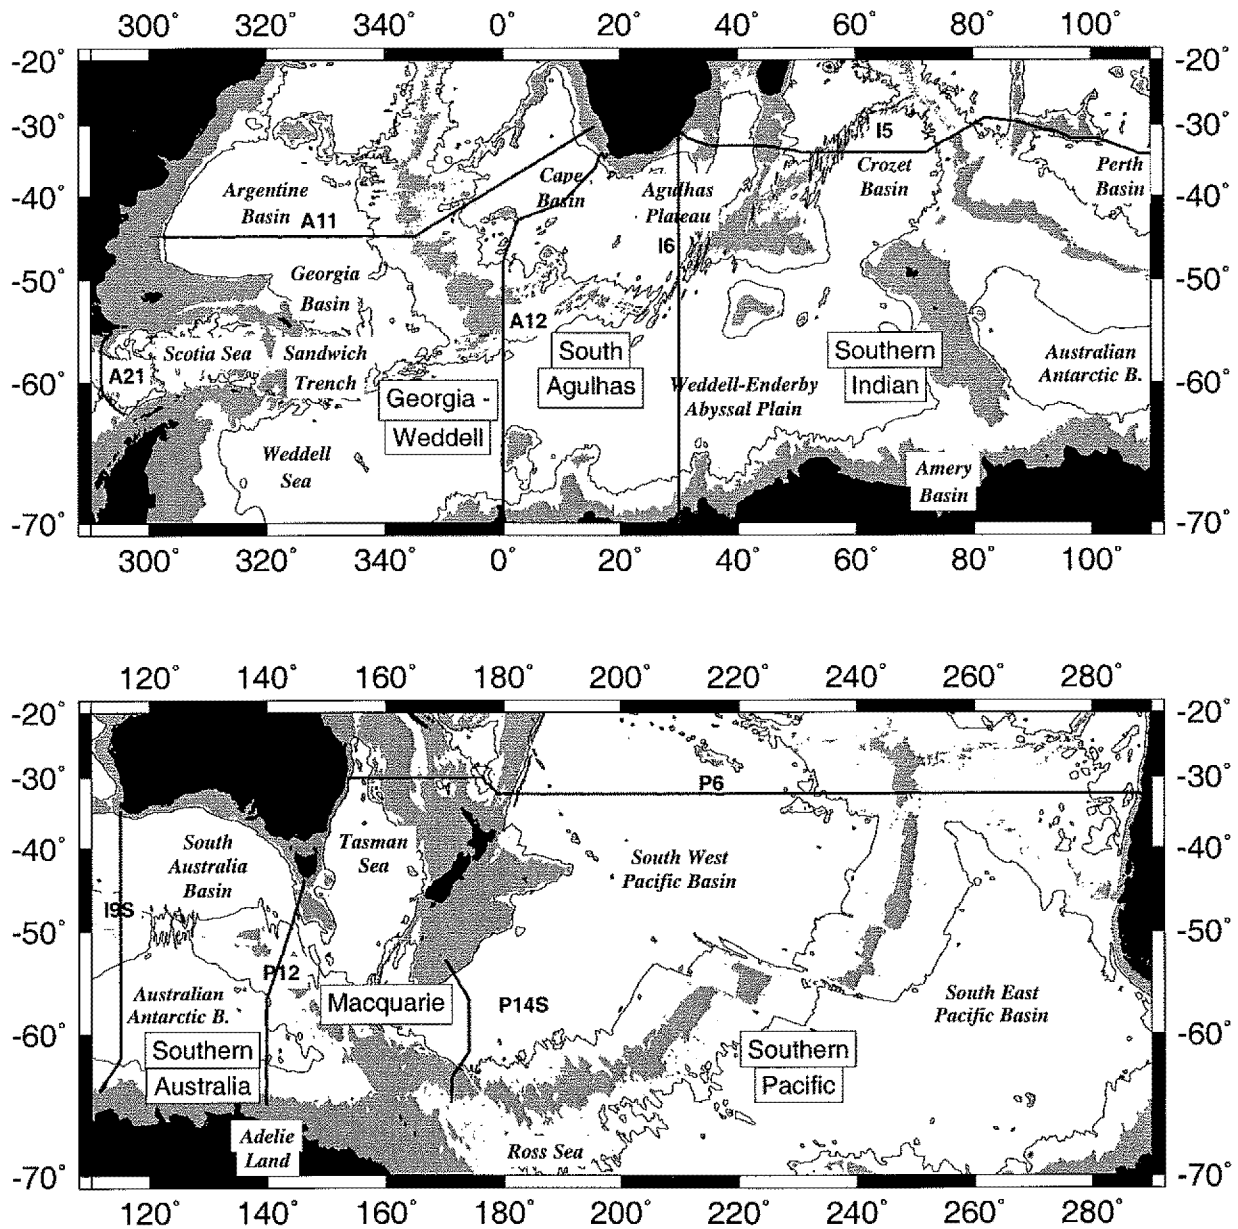 300° 320° 340° 0° 20° 40° 60° 80° 100°
-20° -20°
-30° -30°
-40° -40°
-50° -50°
-60° -60°
-70° -70°
I5
Argentine
Basin
A11
Cape
Basin
Agulhas
Plateau
I6
Crozet
Basin
Perth
Basin
Georgia
Basin
A12
Scotia Sea
Sandwich
Trench
A21
South
Agulhas
Southern
Indian
Australian
Antarctic B.
Georgia -
Weddell
Weddell-Enderby
Abyssal Plain
Weddell
Sea
Amery
Basin
300° 320° 340° 0° 20° 40° 60° 80° 100°
120° 140° 160° 180° 200° 220° 240° 260° 280°
-20° -20°
-30° -30°
-40° -40°
-50° -50°
-60° -60°
-70° -70°
P6
South
Australia
Basin
Tasman
Sea
South West
Pacific Basin
I9S
P12
Australian
Antarctic B.
Macquarie
P14S
South East
Pacific Basin
Southern
Australia
Southern
Pacific
Adelie
Land
Ross Sea
120° 140° 160° 180° 200° 220° 240° 260° 280°